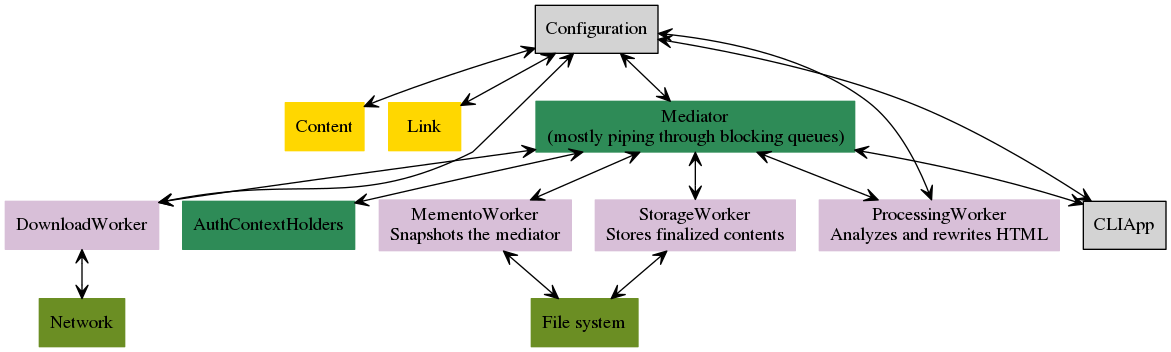 Configuration
Content
Link
Mediator
(mostly piping through blocking queues)
DownloadWorker
AuthContextHolders
MementoWorker
Snapshots the mediator
StorageWorker
Stores finalized contents
ProcessingWorker
Analyzes and rewrites HTML
CLIApp
Network
File system